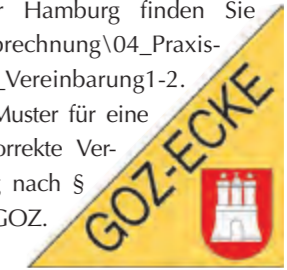 r Hamburg finden Sie
brechnung\04_Praxis-
_Vereinbarung1-2.
Muster für eine
orrekte Ver-
g nach §
GOZ.
GOZ-ECKE